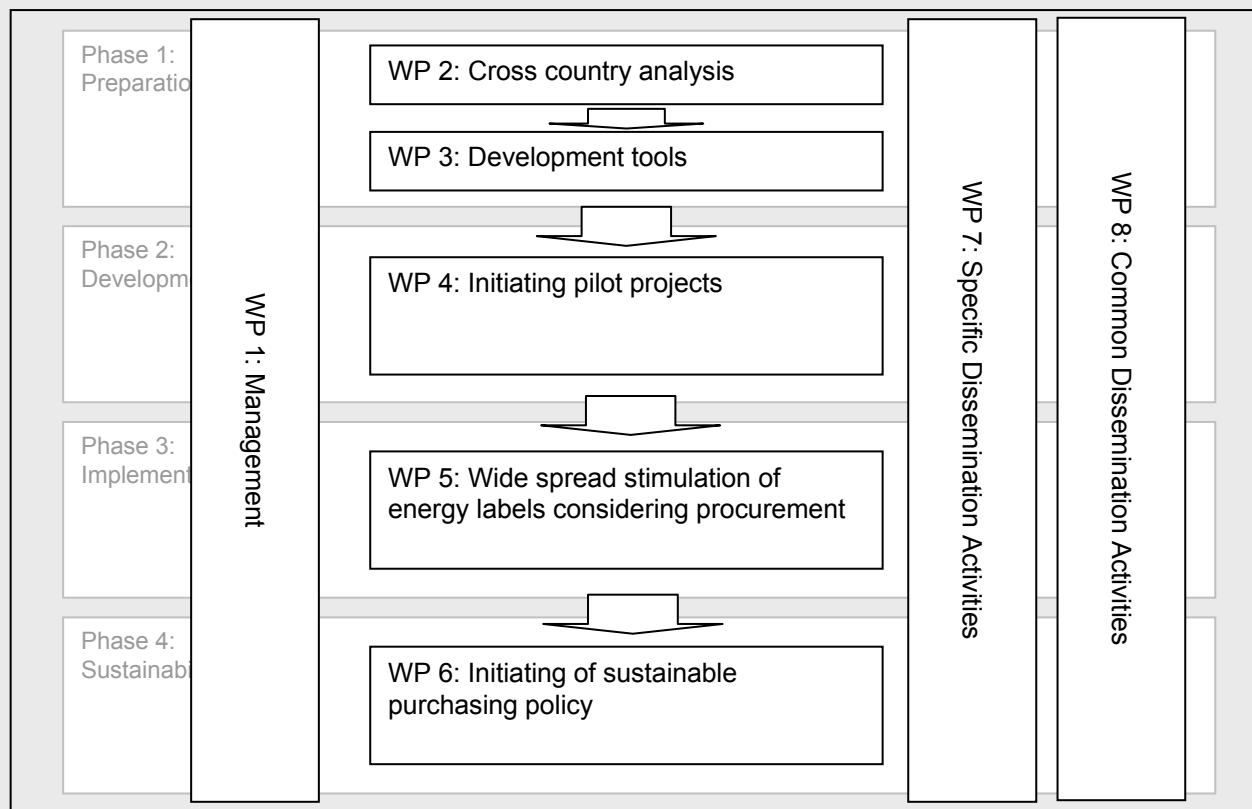 Phase 1:
Preparatio
WP 2: Cross country analysis
WP 3: Development tools
Phase 2:
Developm
WP 4: Initiating pilot projects
Phase 3:
Implement
WP 5: Wide spread stimulation of
energy labels considering procurement
Phase 4:
Sustainabi
WP 6: Initiating of sustainable
purchasing policy
WP 1: Management
WP 7: Specific Dissemination Activities
WP 8: Common Dissemination Activities